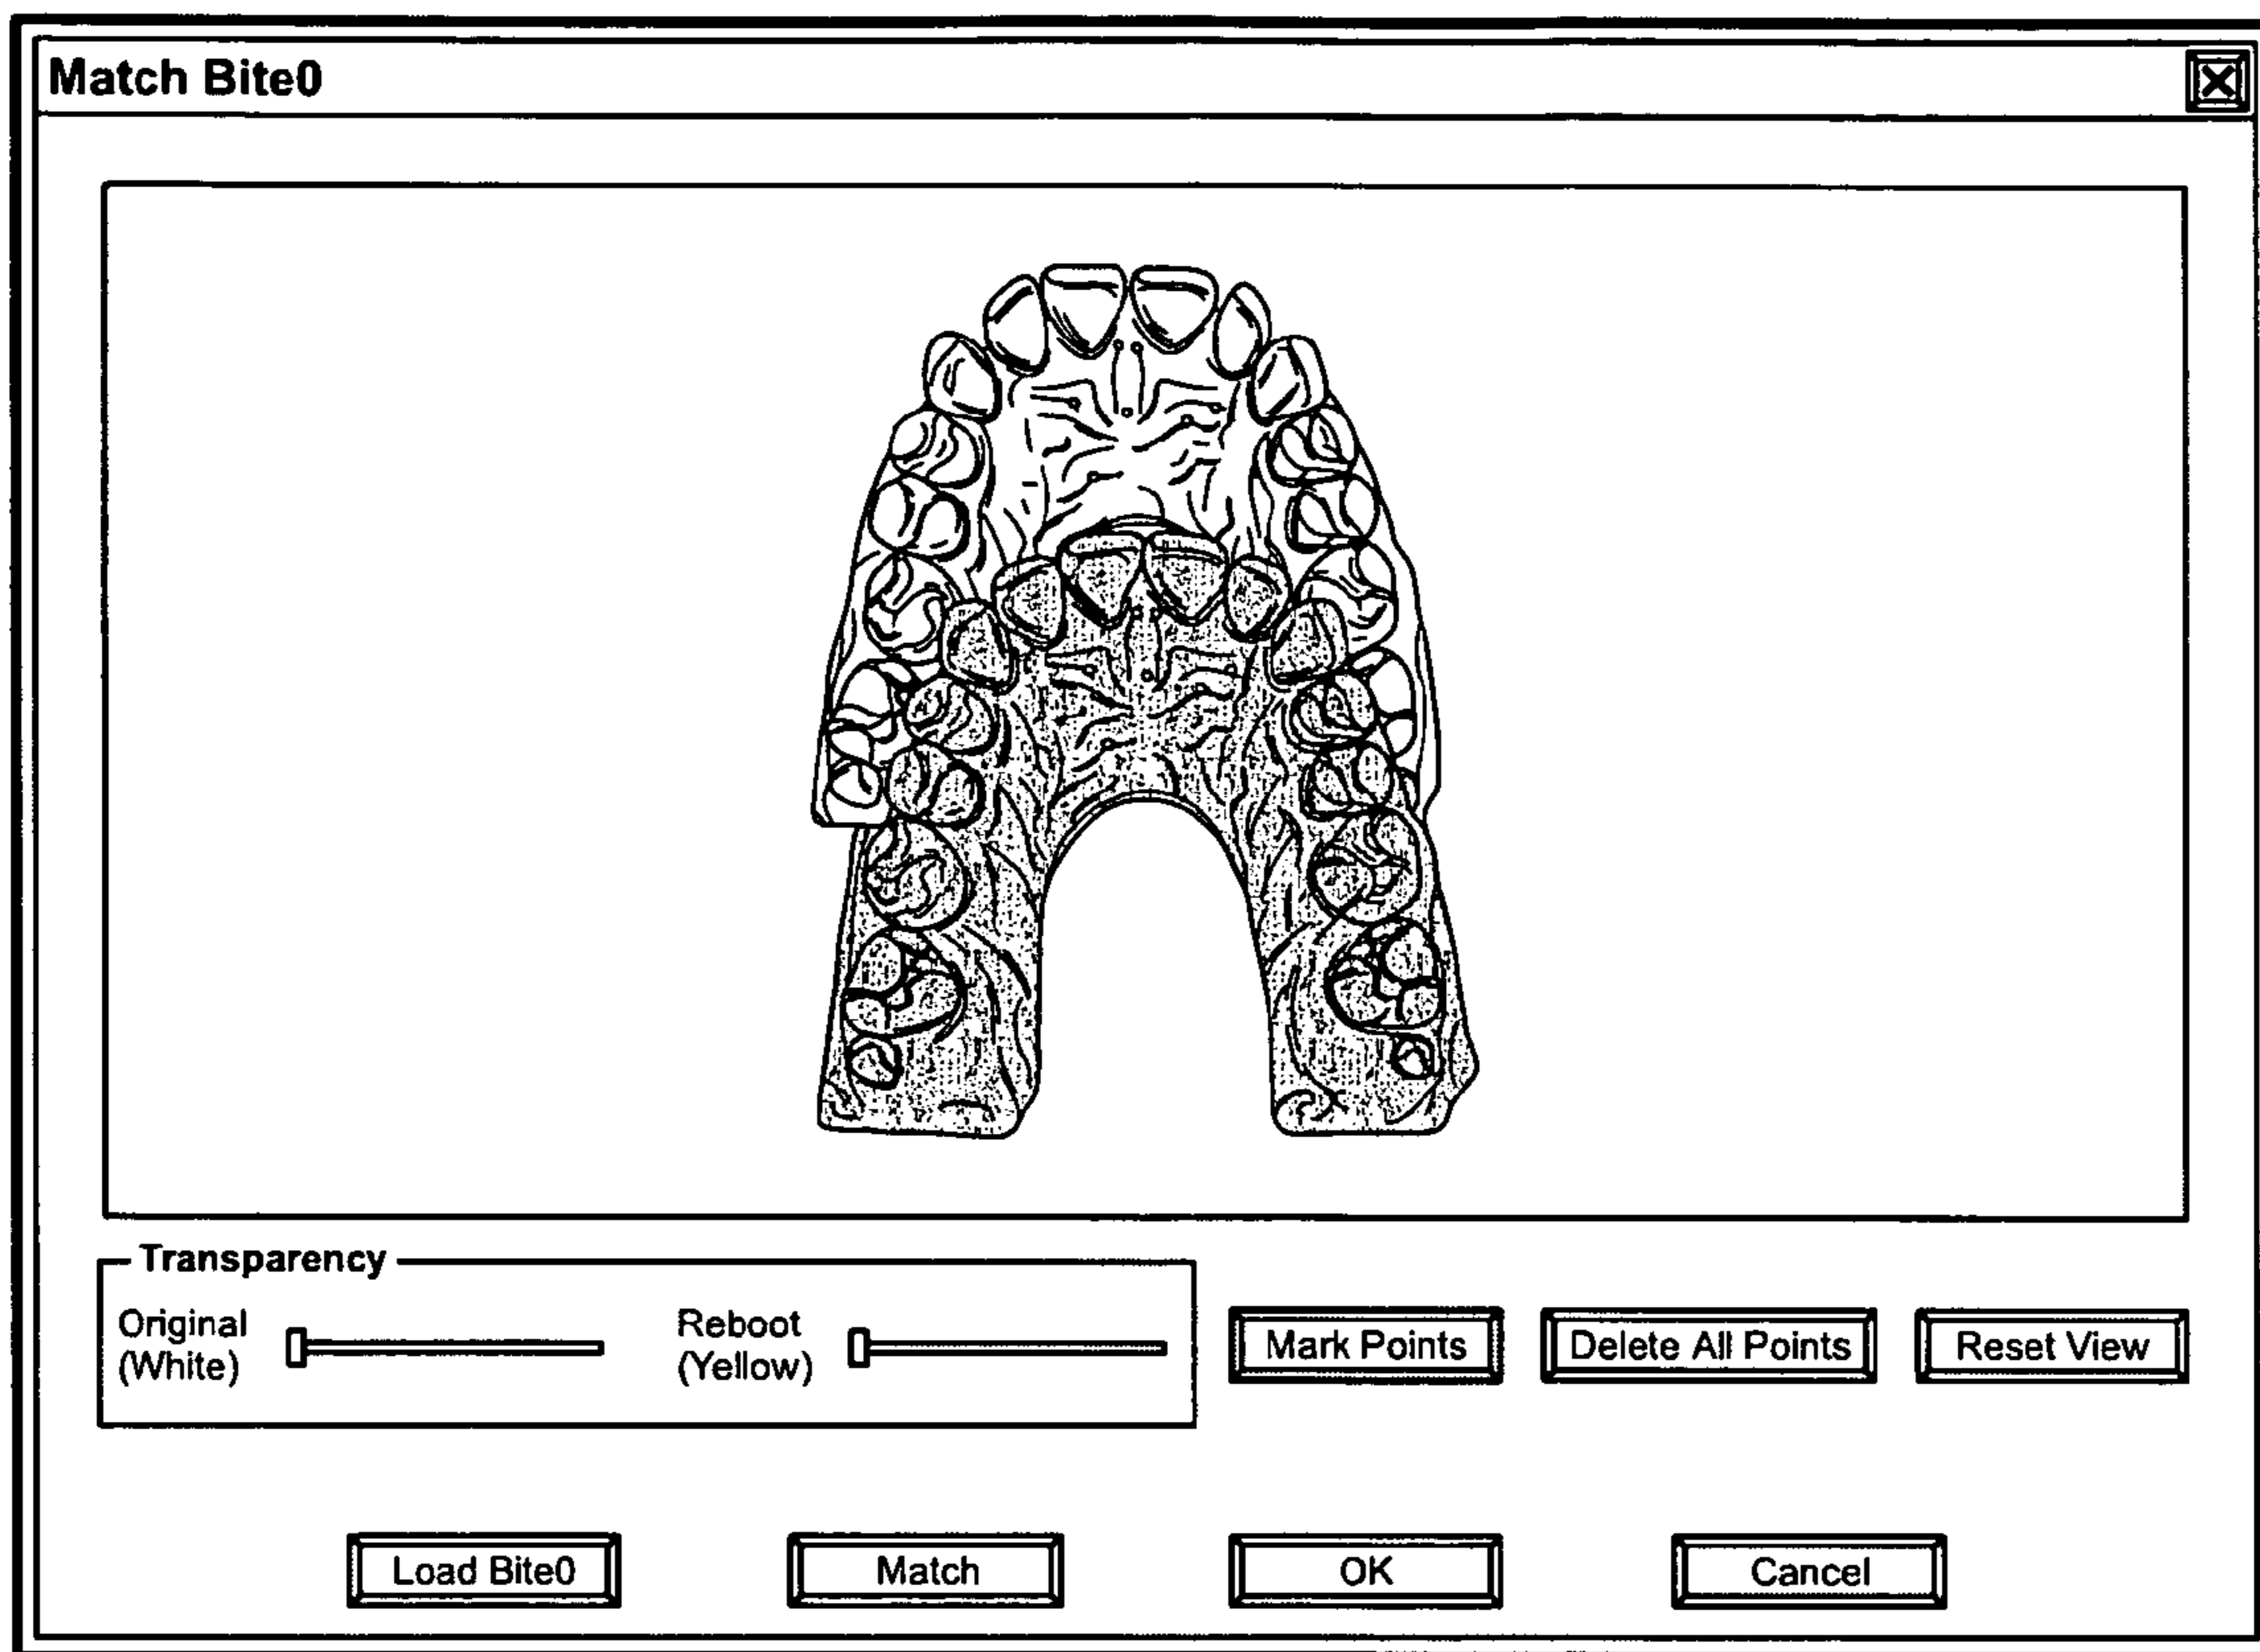 Match Bite0
Transparency
Original
(White)
Reboot
(Yellow)
Mark Points
Delete All Points
Reset View
Load Bite0
Match
OK
Cancel